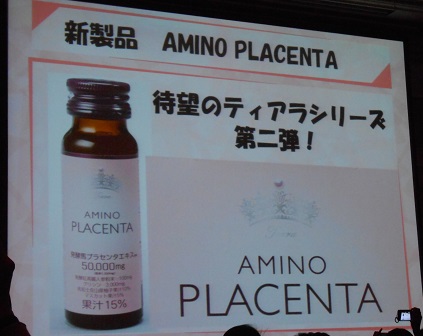 新製品 AMINO PLACENTA
待望のティアラシリーズ
第二弾！
AMINO
PLACENTA
50,000mg
果汁15%
AMINO
PLACENTA